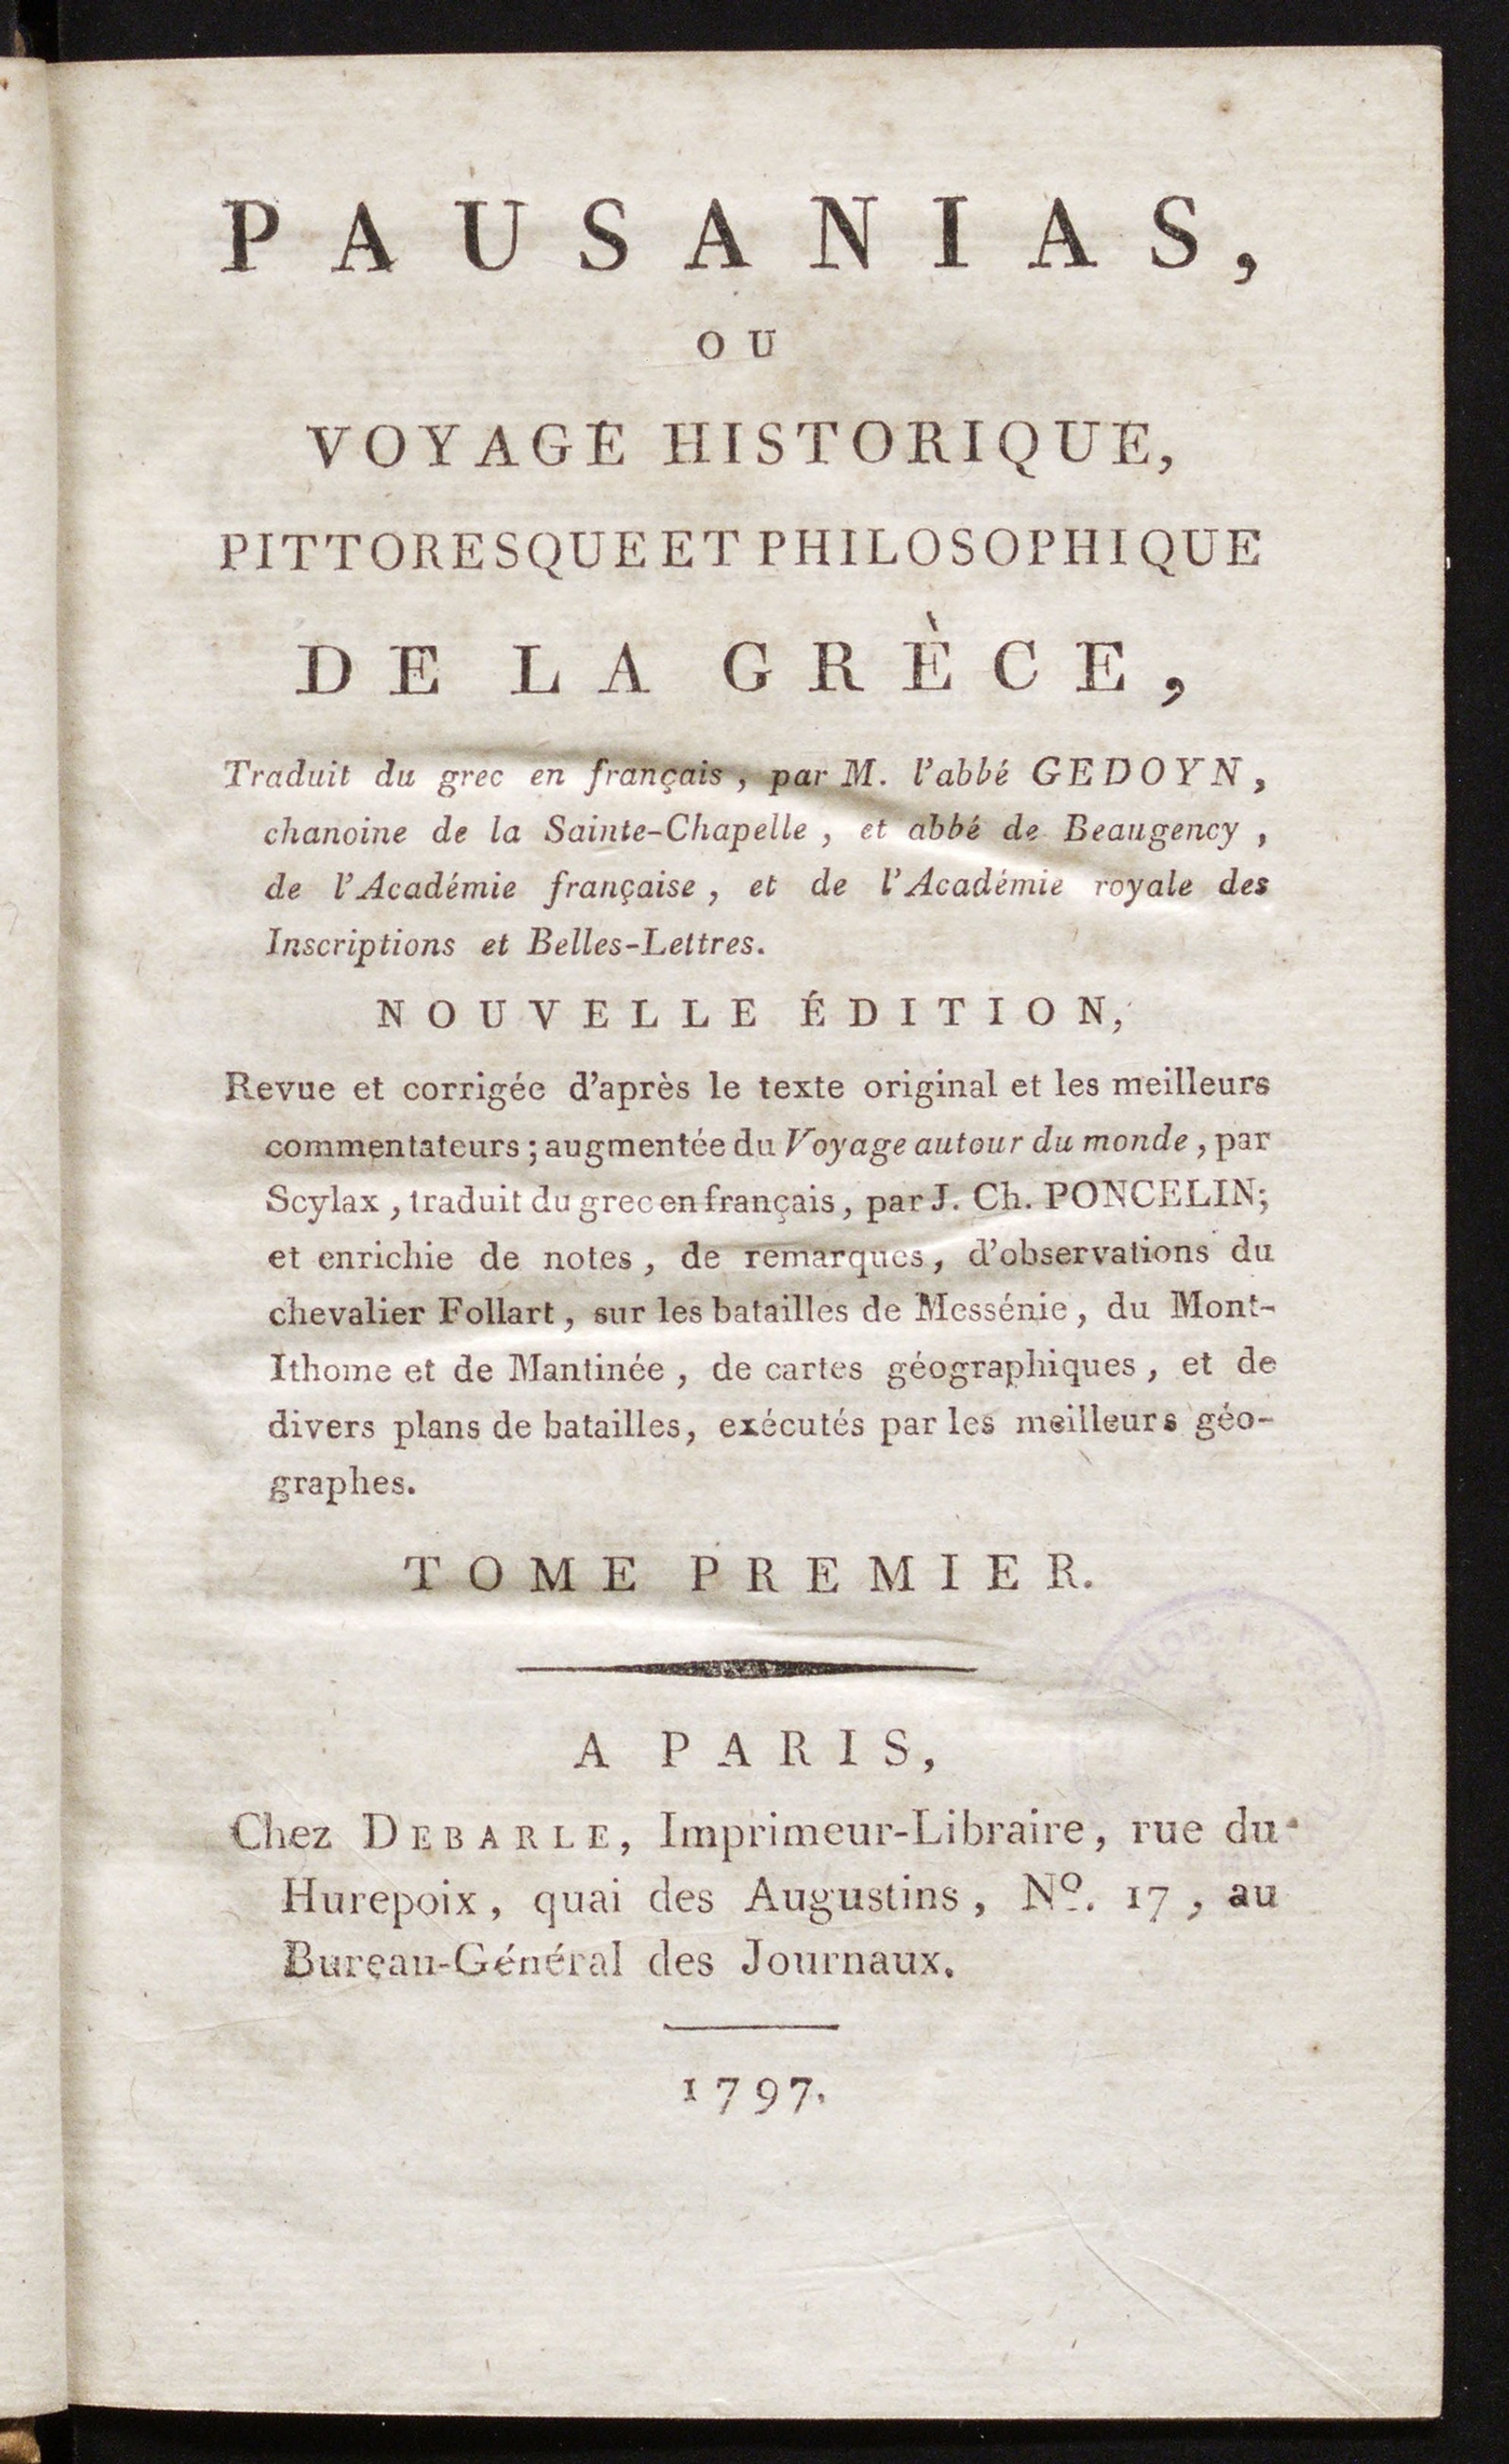 PAUSANIAS,
OU
VOYAGE HISTORIQUE,
PITTORESQUE ET PHILOSOPHIQUE
DE LA GRÈCE,
Traduit du grec en français, par M. l'abbé GEDOYN,
chanoine de la Sainte-Chapelle, et abbé de Beaugency,
de l'Académie française, et de l'Académie royale des
Inscriptions et Belles-Lettres.
NOUVELLE ÉDITION,
Revue et corrigée d'après le texte original et les meilleurs
commentateurs; augmentée du Voyage autour du monde, par
Scylax, traduit du grec en français, par J. Ch. PONCELIN;
et enrichie de notes, de remarques, d'observations du
chevalier Follart, sur les batailles de Messénie, du Mont-
Ithome et de Mantinée, de cartes géographiques, et de
divers plans de batailles, exécutés par les meilleurs géo-
graphes.
TOME PREMIER.
A PARIS,
Chez DEBARLE, Imprimeur-Libraire, rue du
Hurepoix, quai des Augustins, Nº. 17, au
Bureau-Général des Journaux.
1797.